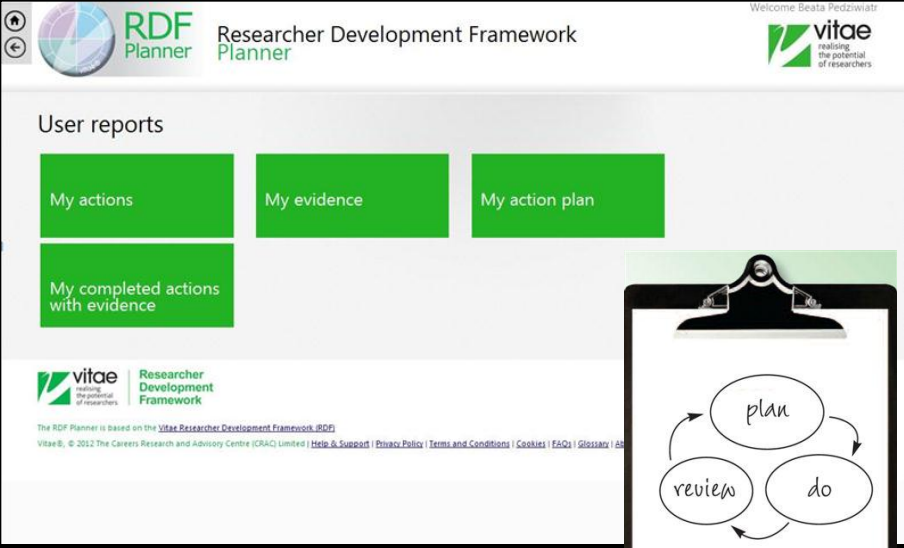 Welcome Beata Pedziwiatr
RDF
Planner
Researcher Development Framework
Planner
vitae
realising
the potential
of researchers
User reports
My actions
My evidence
My action plan
My completed actions
with evidence
vitae
realising
the potential
of researchers
Researcher
Development
Framework
The RDF Planner is based on the Vitae Researcher Development Framework (RDF)
Vitae®, © 2012 The Careers Research and Advisory Centre (CRAC) Limited | Help & Support | Privacy Policy | Terms and Conditions | Cookies | FAQs | Glossary |
plan
review
do